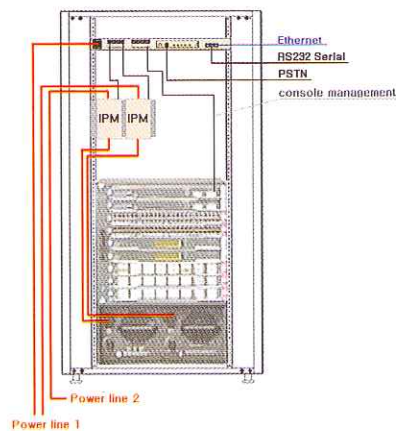 Ethernet
RS232 Serial
PSTN
console management
IPM IPM
Power line 2
Power line 1